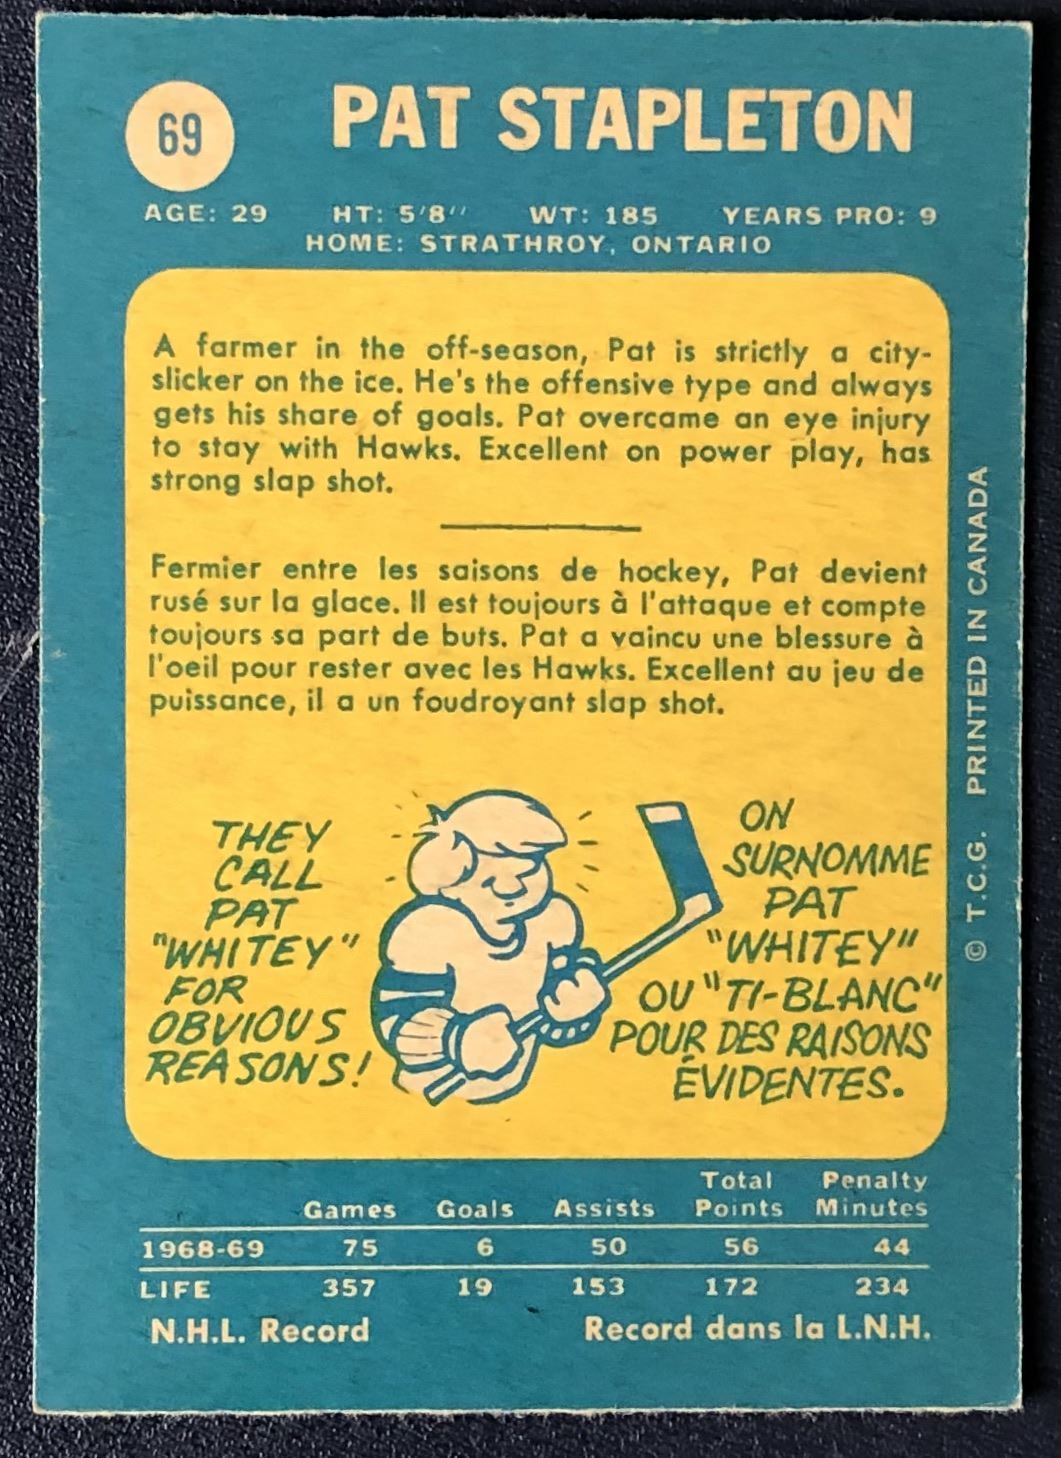 69
PAT STAPLETON
AGE: 29 HT: 5'8'' WT: 185 YEARS PRO: 9
HOME: STRATHROY, ONTARIO
A farmer in the off-season, Pat is strictly a city-
slicker on the ice. He's the offensive type and always
gets his share of goals. Pat overcame an eye injury
to stay with Hawks. Excellent on power play, has
strong slap shot.
Fermier entre les saisons de hockey, Pat devient
rusé sur la glace. Il est toujours à l'attaque et compte
toujours sa part de buts. Pat a vaincu une blessure à
l'oeil pour rester avec les Hawks. Excellent au jeu de
puissance, il a un foudroyant slap shot.
THEY
CALL
PAT
"WHITEY"
FOR
OBVIOUS
REASONS!
ON
SURNOMME
PAT
"WHITEY"
OU "TI-BLANC"
POUR DES RAISONS
ÉVIDENTES.
© T.C.G. PRINTED IN CANADA
Games Goals Assists Total Points Penalty Minutes
1968-69 75 6 50 56 44
LIFE 357 19 153 172 234
N.H.L. Record Record dans la L.N.H.